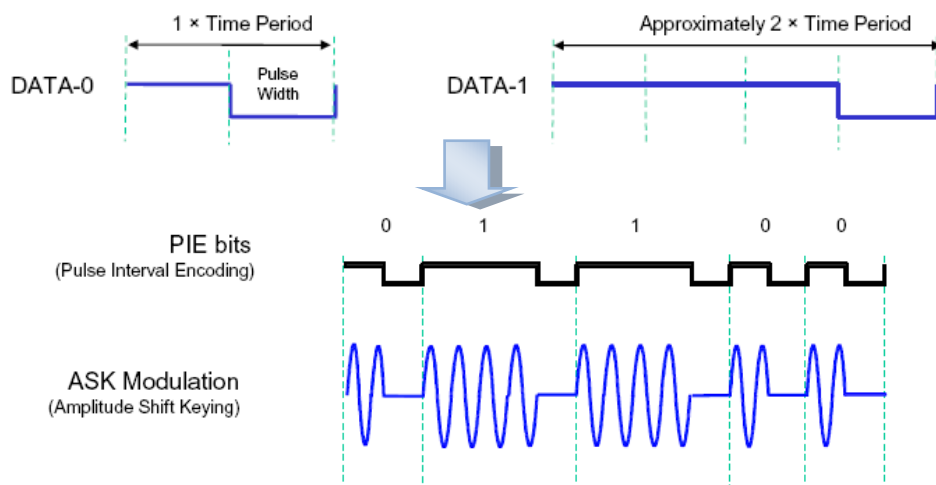 1 × Time Period
Approximately 2 × Time Period
DATA-0
Pulse
Width
DATA-1
0 1 1 0 0
PIE bits
(Pulse Interval Encoding)
ASK Modulation
(Amplitude Shift Keying)